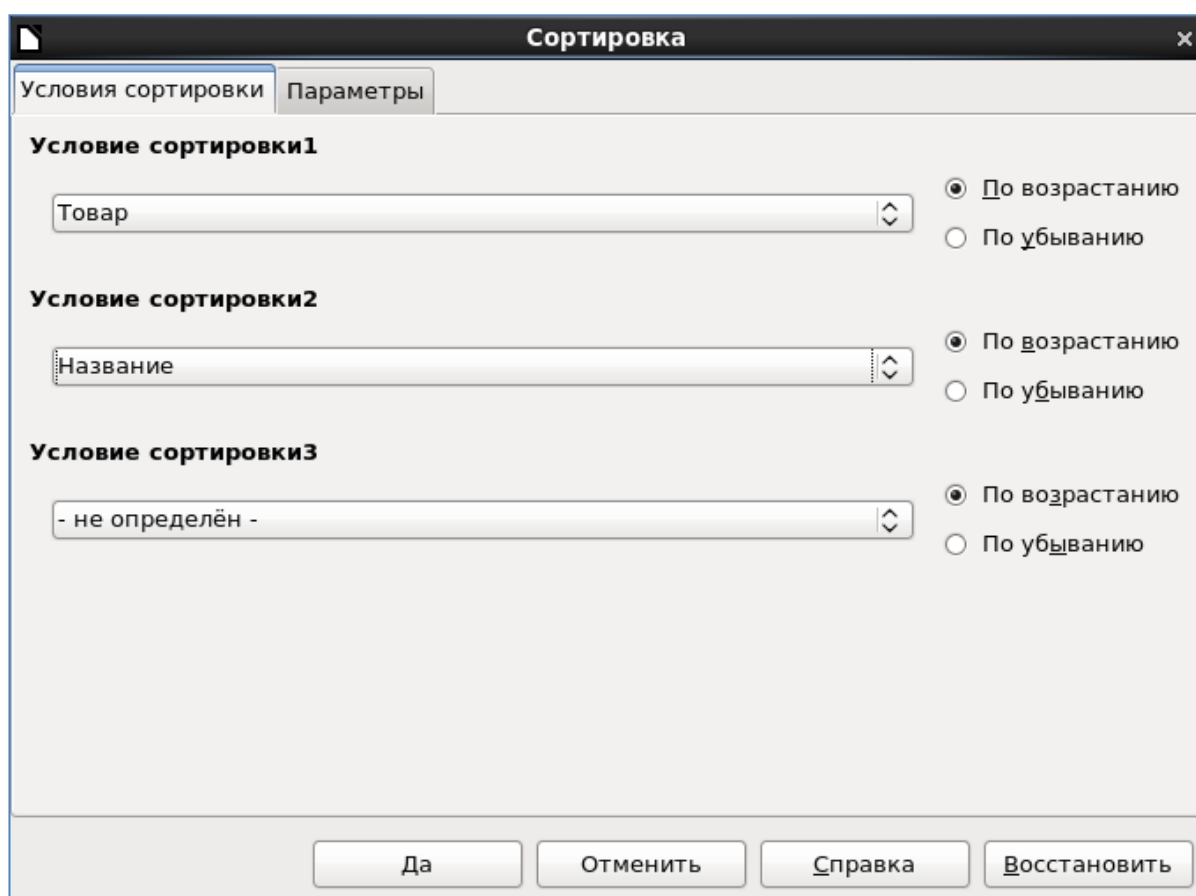 Сортировка
Условия сортировки Параметры
Условие сортировки1
Товар
По возрастанию
По убыванию
Условие сортировки2
Название
По возрастанию
По убыванию
Условие сортировки3
- не определён -
По возрастанию
По убыванию
Да Отменить Справка Восстановить